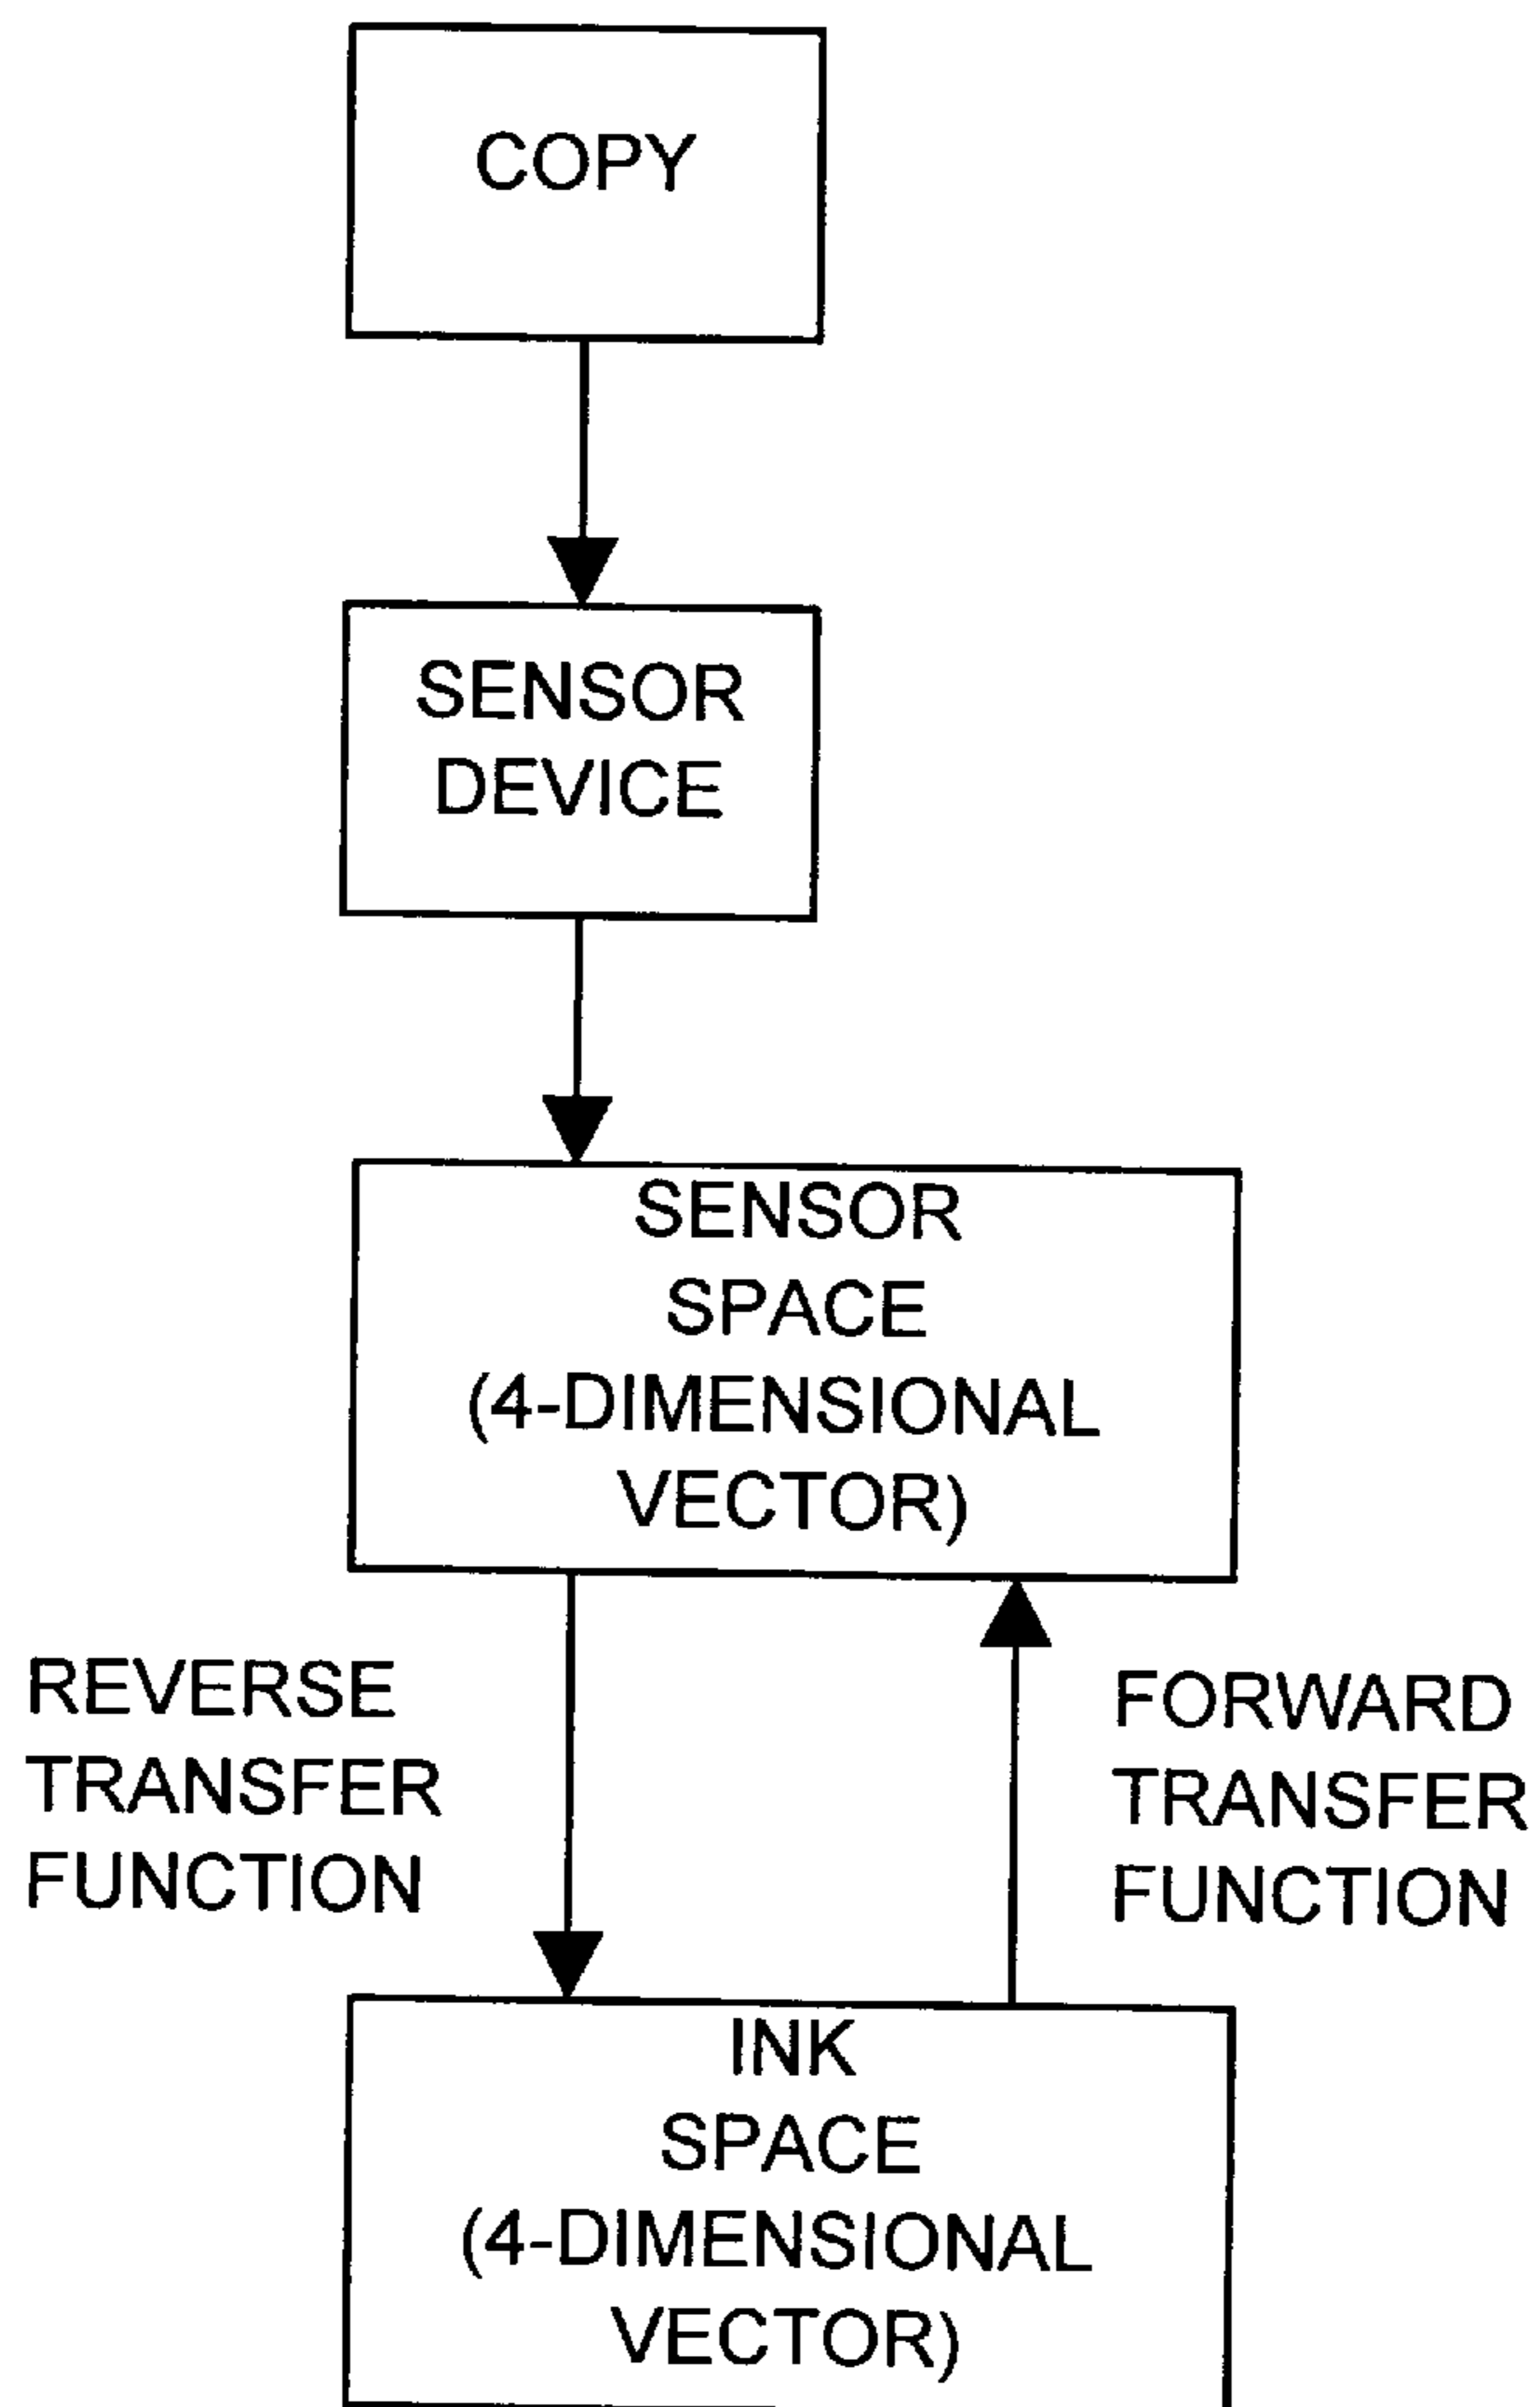 COPY
SENSOR
DEVICE
SENSOR
SPACE
(4-DIMENSIONAL
VECTOR)
REVERSE
TRANSFER
FUNCTION
FORWARD
TRANSFER
FUNCTION
INK
SPACE
(4-DIMENSIONAL
VECTOR)